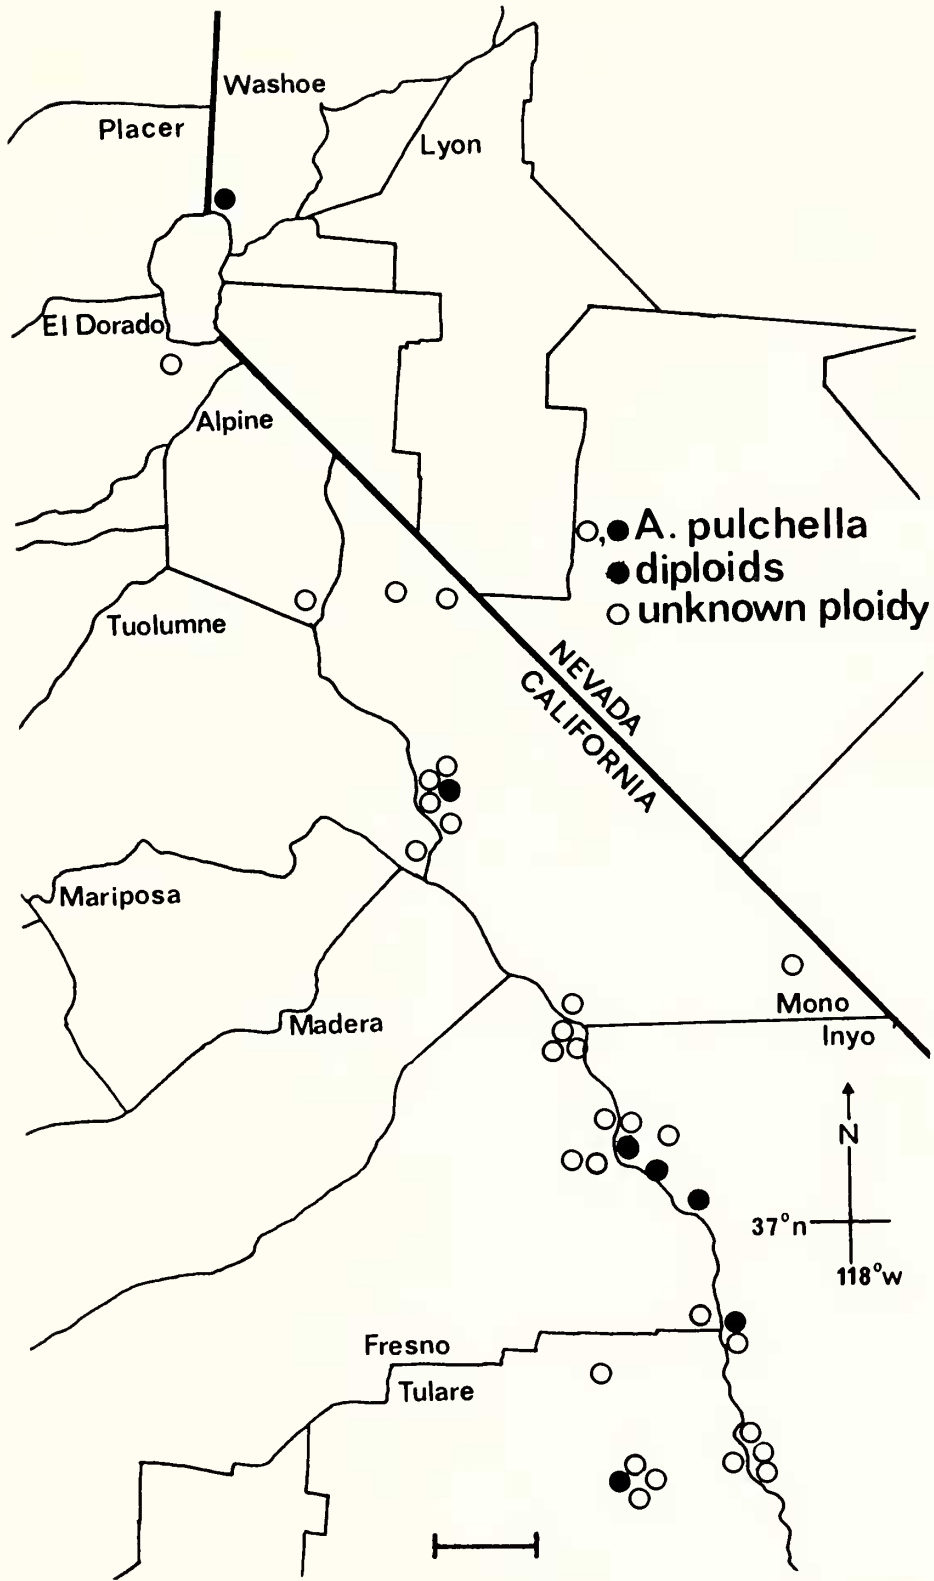 Washoe
Placer
Lyon
El Dorado
Alpine
A. pulchella
diploids
unknown ploidy
Tuolumne
NEVADA
CALIFORNIA
Mariposa
Mono
Madera
Inyo
N
37°n
118°w
Fresno
Tulare